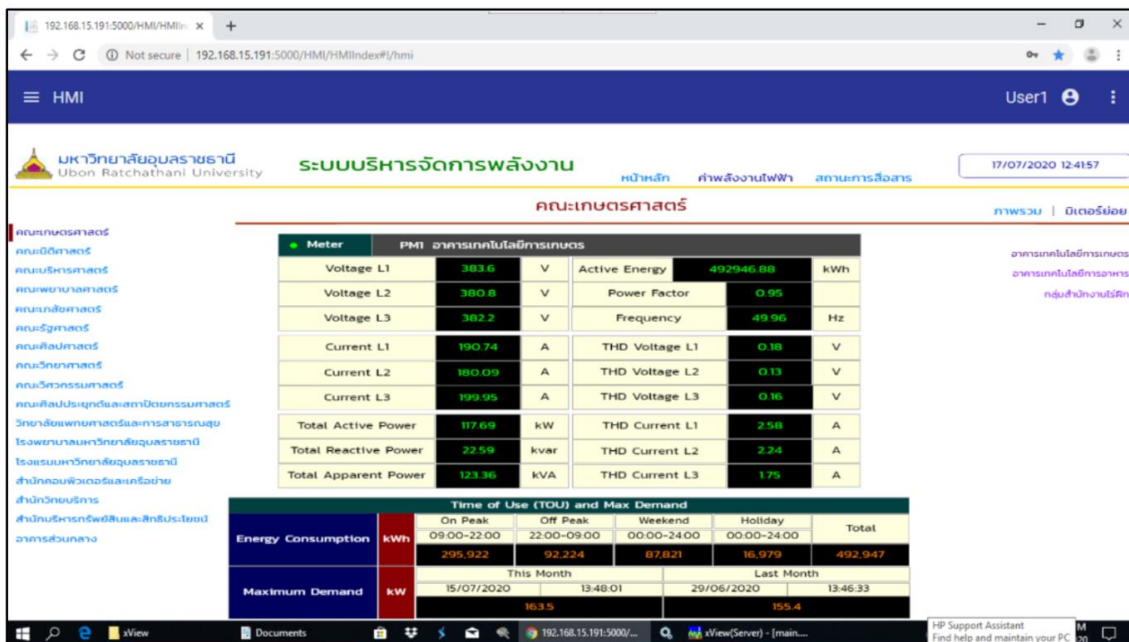 192.168.15.191:5000/HMI/HMIIn
Not secure | 192.168.15.191:5000/HMI/HMIIndex#!/hmi
HMI
User1
มหาวิทยาลัยอุบลราชธานี
Ubon Ratchathani University
ระบบบริหารจัดการพลังงาน
หน้าหลัก ค่าพลังงานไฟฟ้า สถานะการสื่อสาร
17/07/2020 12:41:57
คณะเกษตรศาสตร์
ภาพรวม | มิเตอร์ย่อย
คณะเกษตรศาสตร์
คณะนิติศาสตร์
คณะบริหารศาสตร์
คณะพยาบาลศาสตร์
คณะเภสัชศาสตร์
คณะรัฐศาสตร์
คณะศิลปศาสตร์
คณะวิทยาศาสตร์
คณะวิศวกรรมศาสตร์
คณะศิลปประยุกต์และสถาปัตยกรรมศาสตร์
วิทยาลัยแพทยศาสตร์และการสาธารณสุข
โรงพยาบาลมหาวิทยาลัยอุบลราชธานี
โรงแรมมหาวิทยาลัยอุบลราชธานี
สำนักคอมพิวเตอร์และเครือข่าย
สำนักวิทยบริการ
สำนักบริหารทรัพย์สินและสิทธิประโยชน์
อาคารส่วนกลาง
Meter PM1 อาคารเทคโนโลยีการเกษตร
Voltage L1 383.6 V Active Energy 492946.88 kWh
Voltage L2 380.8 V Power Factor 0.95
Voltage L3 382.2 V Frequency 49.96 Hz
Current L1 190.74 A THD Voltage L1 0.18 V
Current L2 180.09 A THD Voltage L2 0.13 V
Current L3 199.95 A THD Voltage L3 0.16 V
Total Active Power 117.69 kW THD Current L1 2.58 A
Total Reactive Power 22.59 kvar THD Current L2 2.24 A
Total Apparent Power 123.36 kVA THD Current L3 1.75 A
อาคารเทคโนโลยีการเกษตร
อาคารเทคโนโลยีการอาหาร
กลุ่มสำนักงานไร่ฝึก
Time of Use (TOU) and Max Demand
Energy Consumption kWh
On Peak Off Peak Weekend Holiday Total
09:00-22:00 22:00-09:00 00:00-24:00 00:00-24:00
295,922 92,224 87,821 16,979 492,947
Maximum Demand kW
This Month Last Month
15/07/2020 13:48:01 29/06/2020 13:46:33
163.5 155.4
xView
Documents
192.168.15.191:5000/...
xView(Server) - [main....
HP Support Assistant
Find help and maintain your PC